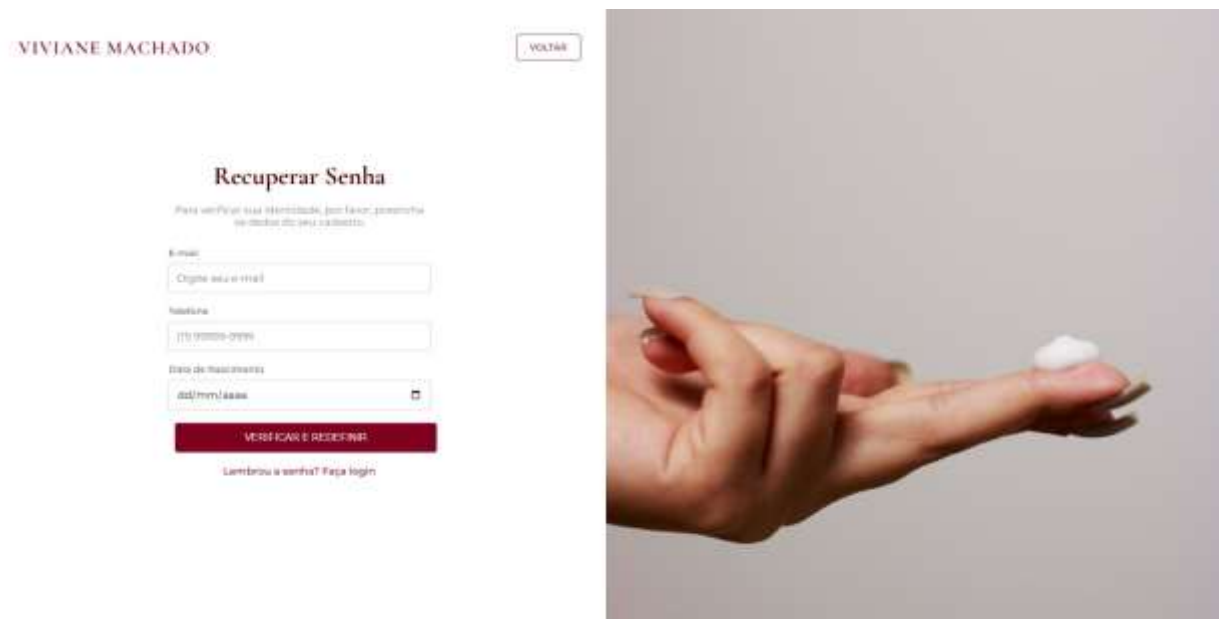 VIVIANE MACHADO
VOLTAR
Recuperar Senha
Para verificar sua identidade, por favor, preencha
os dados do seu cadastro.
E-mail
Digite seu e-mail
Telefone
(11) 99999-9999
Data de Nascimento
dd/mm/aaaa
VERIFICAR E REDEFINIR
Lembrou a senha? Faça login